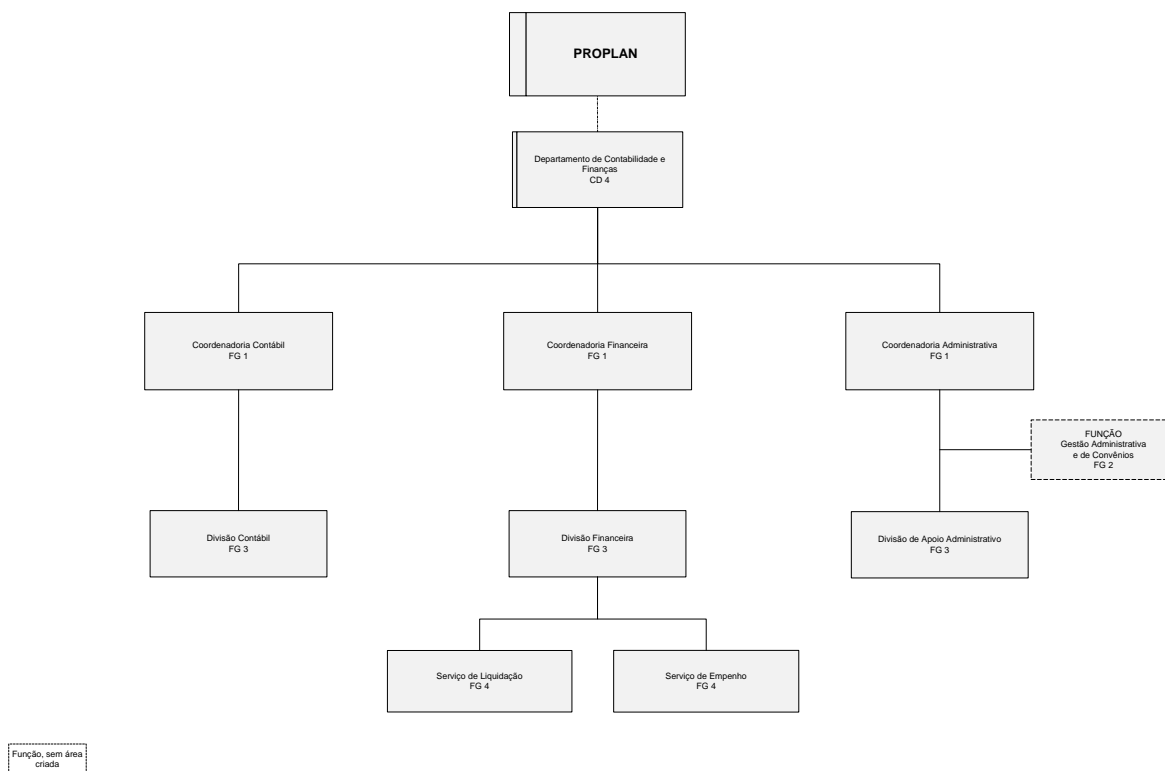 PROPLAN
Departamento de Contabilidade e
Finanças
CD 4
Coordenadoria Contábil
FG 1
Coordenadoria Financeira
FG 1
Coordenadoria Administrativa
FG 1
FUNÇÃO
Gestão Administrativa
e de Convênios
FG 2
Divisão Contábil
FG 3
Divisão Financeira
FG 3
Divisão de Apoio Administrativo
FG 3
Serviço de Liquidação
FG 4
Serviço de Empenho
FG 4
Função, sem área
criada